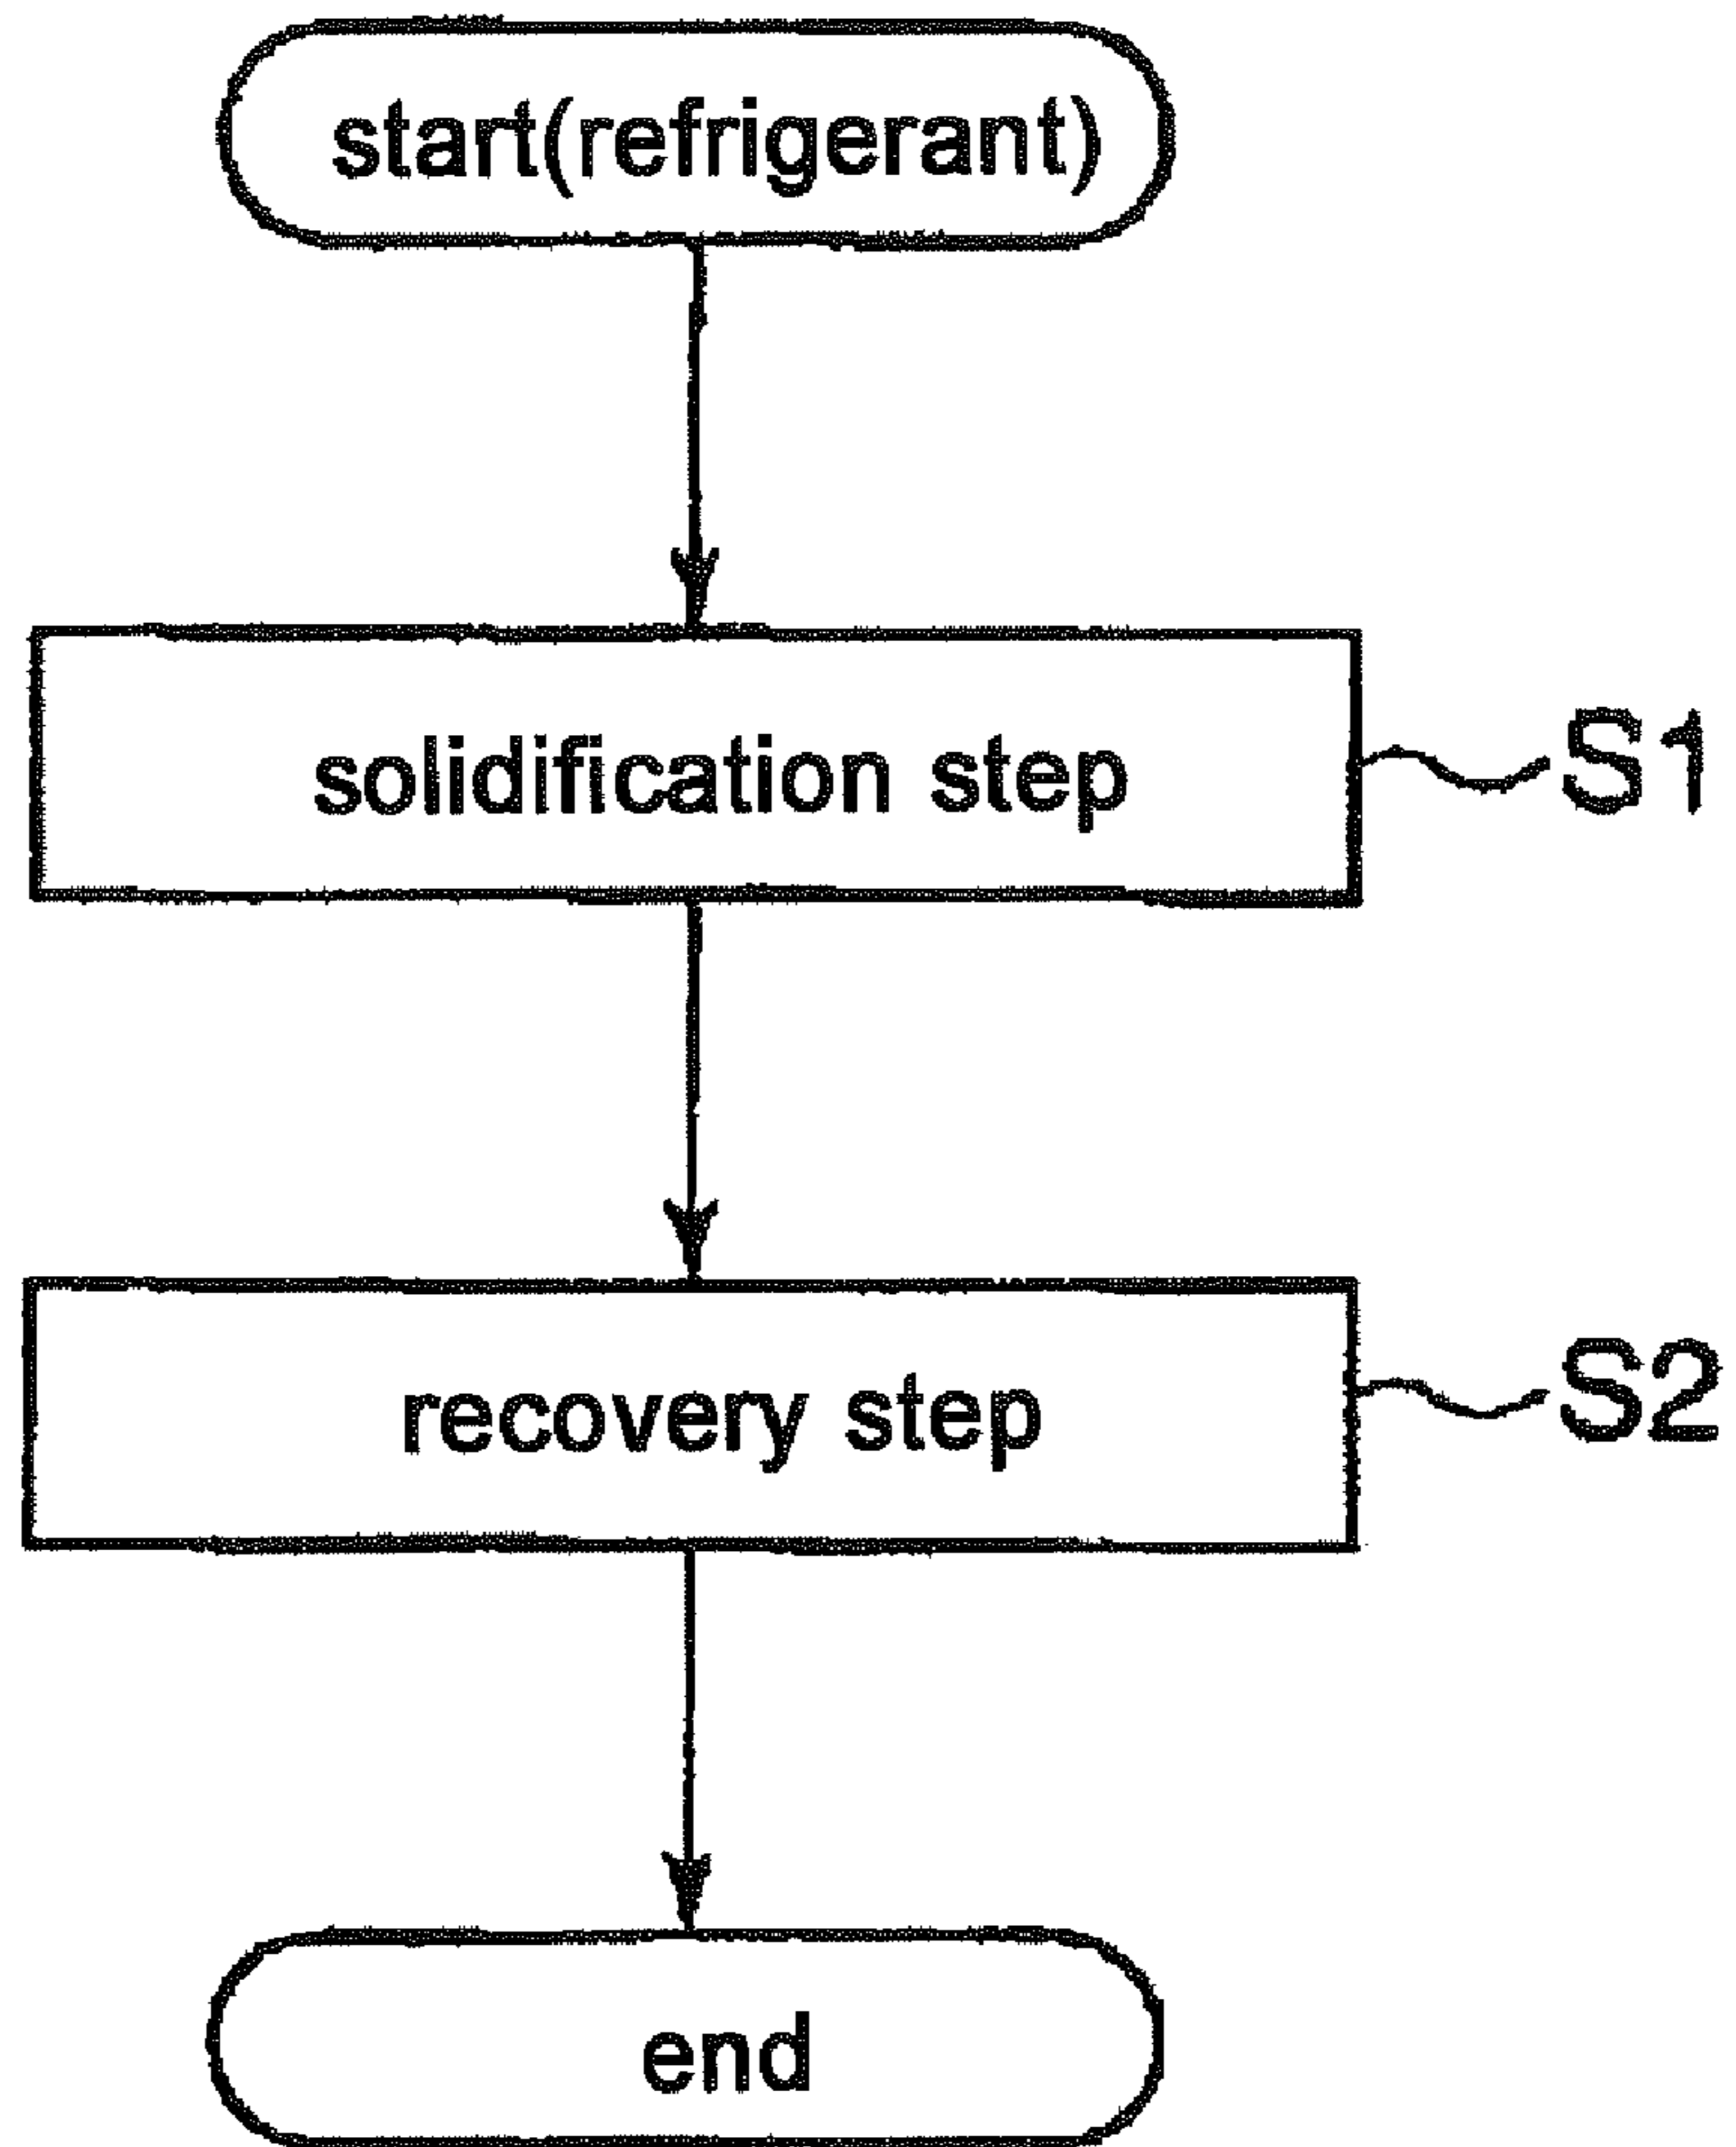 start(refrigerant)
solidification step
S1
recovery step
S2
end